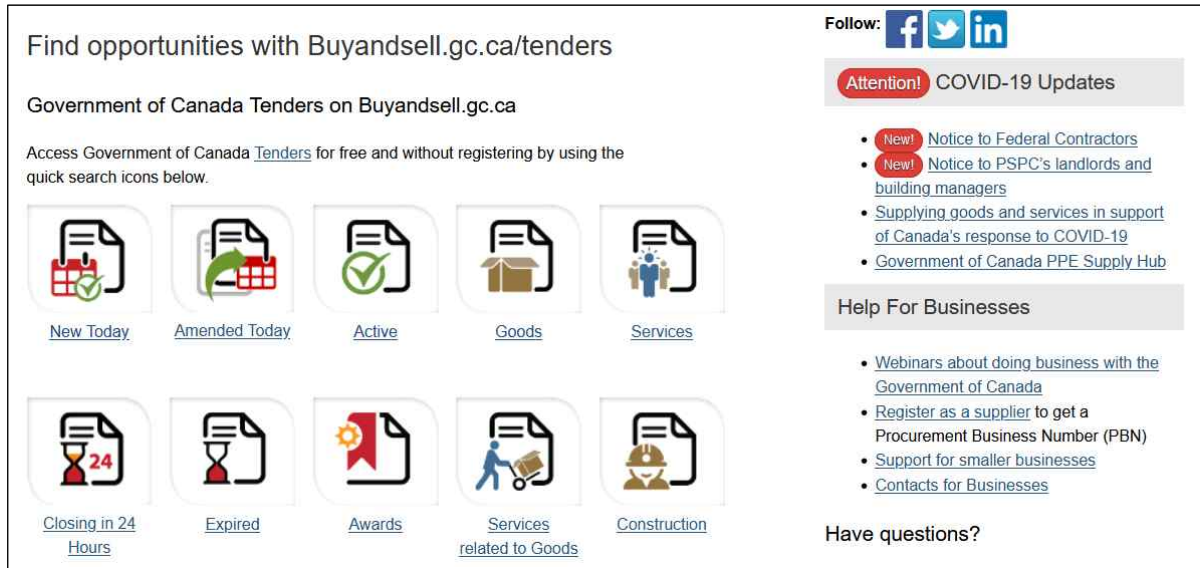 Find opportunities with Buyandsell.gc.ca/tenders
Government of Canada Tenders on Buyandsell.gc.ca
Access Government of Canada Tenders for free and without registering by using the
quick search icons below.
New Today
Amended Today
Active
Goods
Services
24
Closing in 24
Hours
Expired
Awards
Services
related to Goods
Construction
Follow:
f
in
Attention! COVID-19 Updates
• New! Notice to Federal Contractors
• New! Notice to PSPC's landlords and
building managers
• Supplying goods and services in support
of Canada's response to COVID-19
• Government of Canada PPE Supply Hub
Help For Businesses
• Webinars about doing business with the
Government of Canada
• Register as a supplier to get a
Procurement Business Number (PBN)
• Support for smaller businesses
• Contacts for Businesses
Have questions?